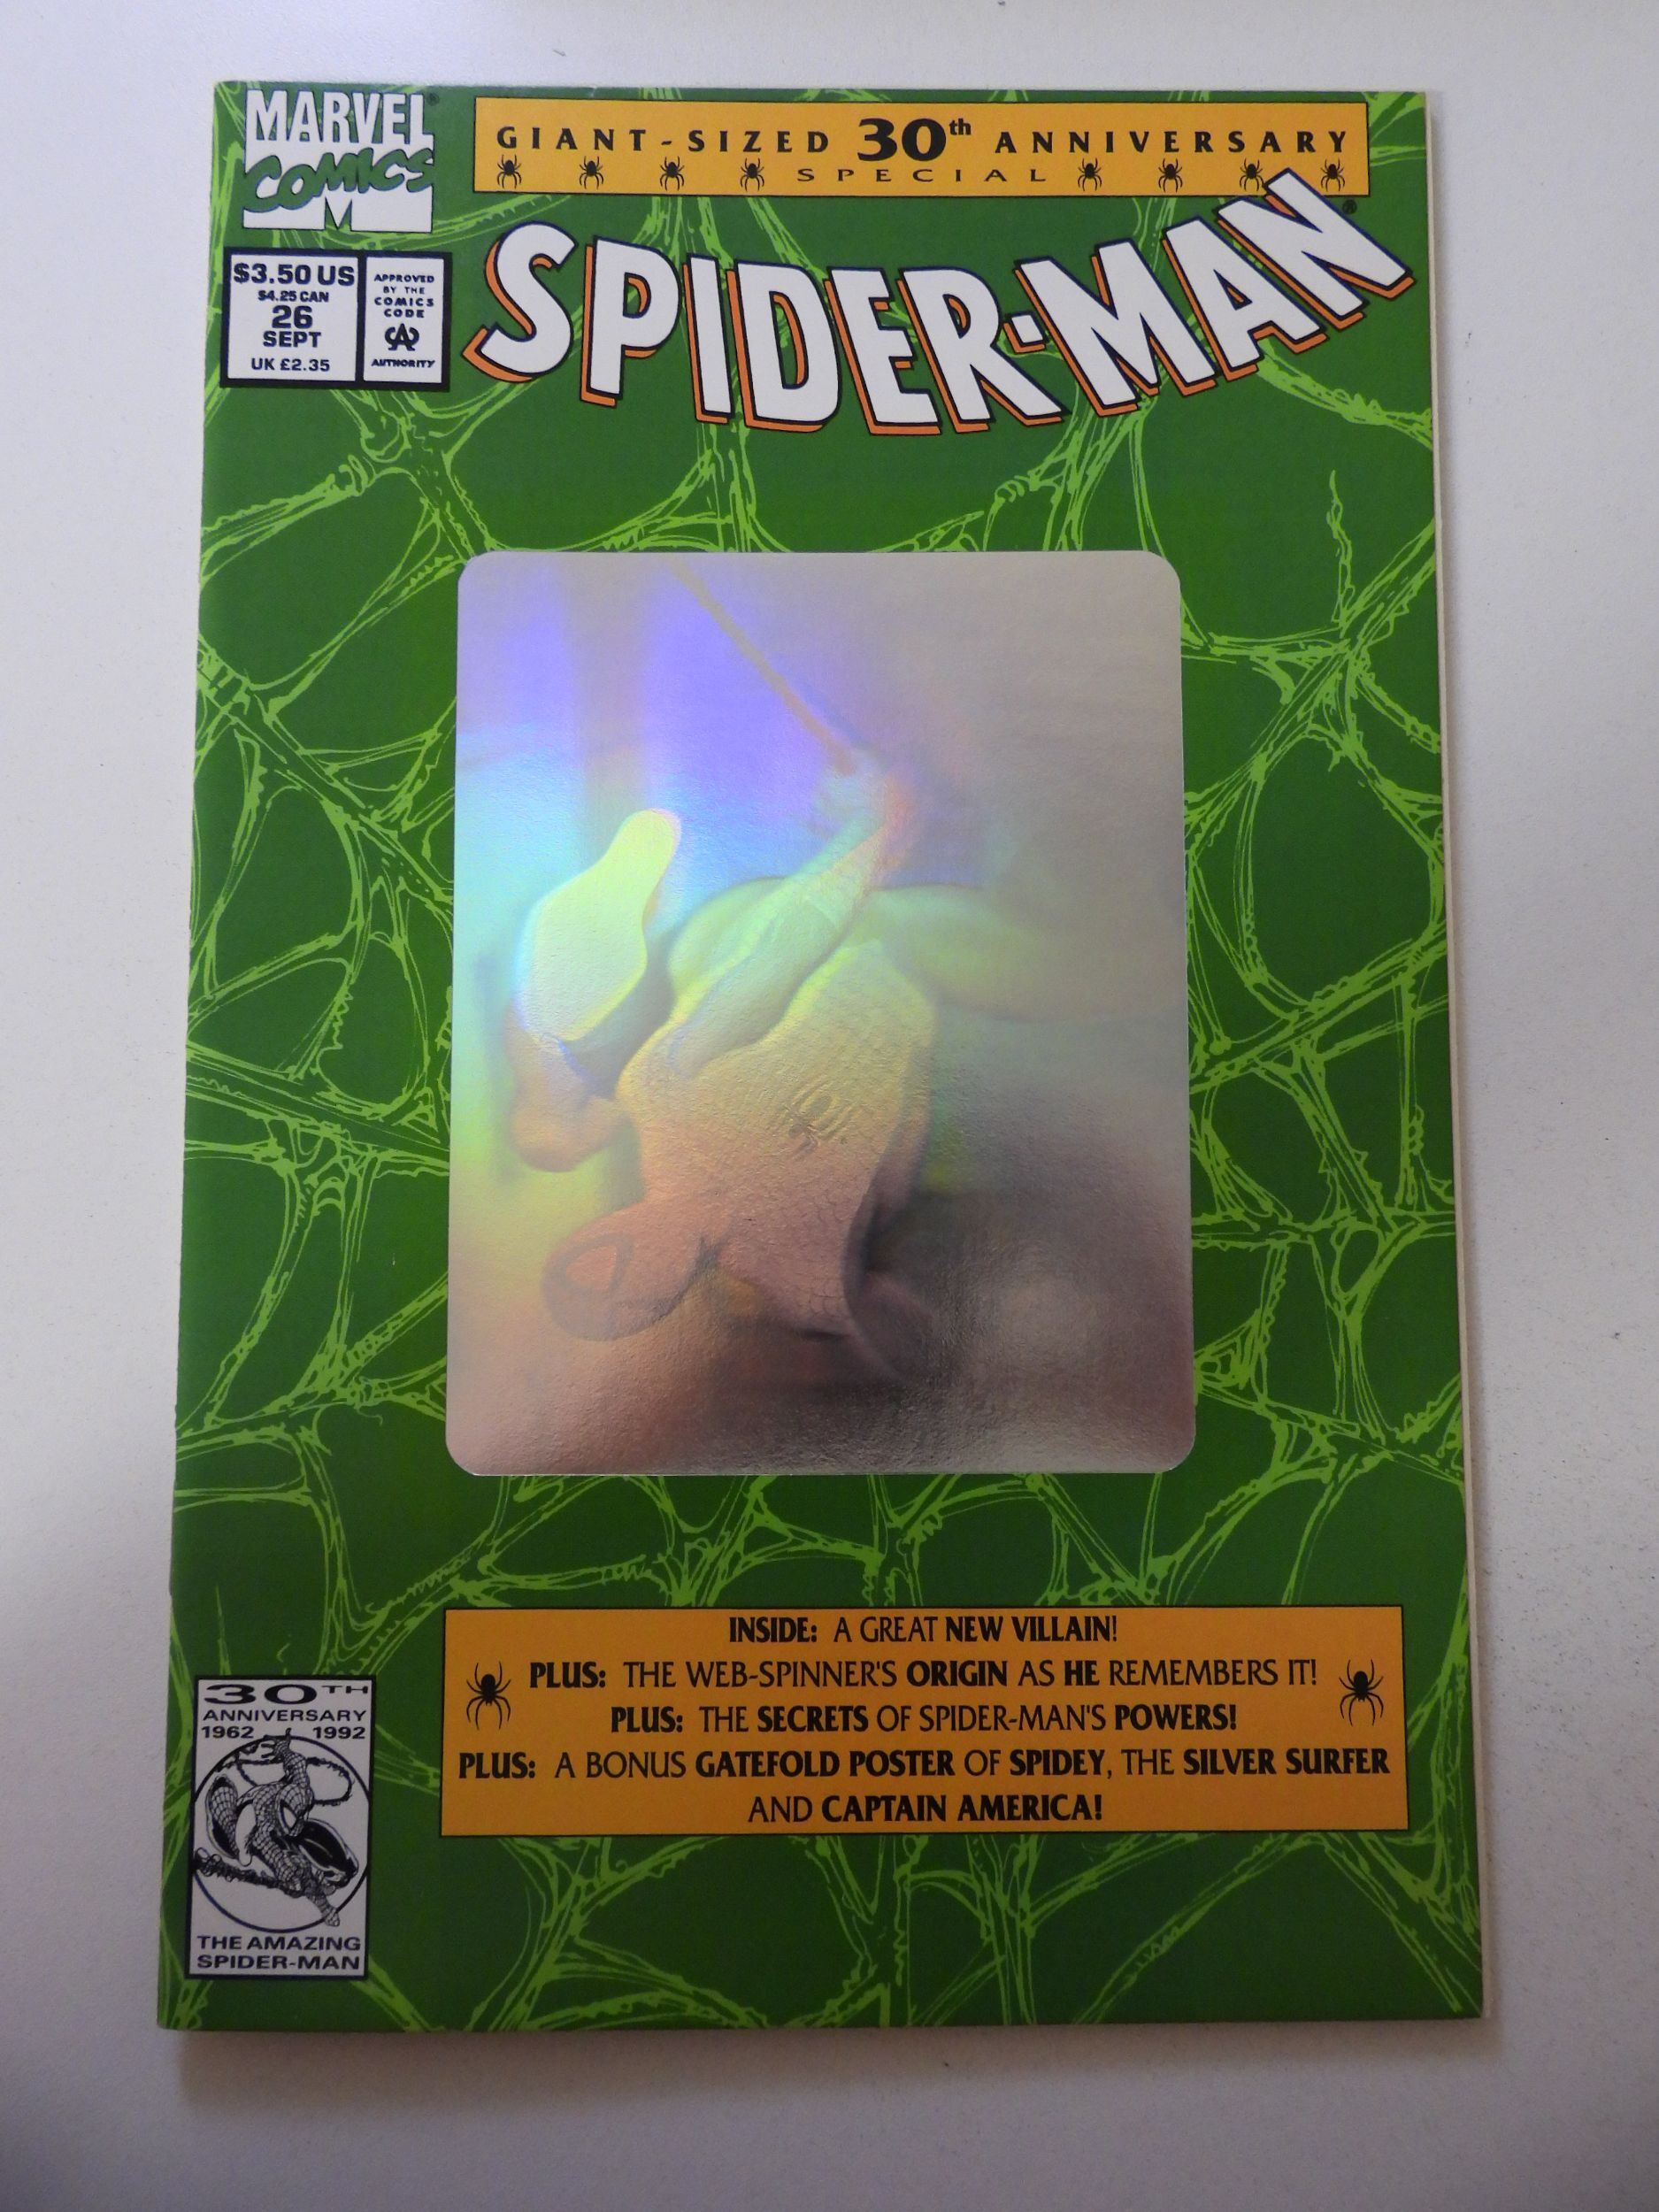 MARVEL®
COMICS
M
GIANT-SIZED 30th ANNIVERSARY
SPECIAL
SPIDER-MAN®
$3.50 US
$4.25 CAN
26
SEPT
UK £2.35
APPROVED
BY THE
COMICS
CODE
CA
AUTHORITY
INSIDE: A GREAT NEW VILLAIN!
PLUS: THE WEB-SPINNER'S ORIGIN AS HE REMEMBERS IT!
PLUS: THE SECRETS OF SPIDER-MAN'S POWERS!
PLUS: A BONUS GATEFOLD POSTER OF SPIDEY, THE SILVER SURFER
AND CAPTAIN AMERICA!
30TH
ANNIVERSARY
1962 1992
THE AMAZING
SPIDER-MAN